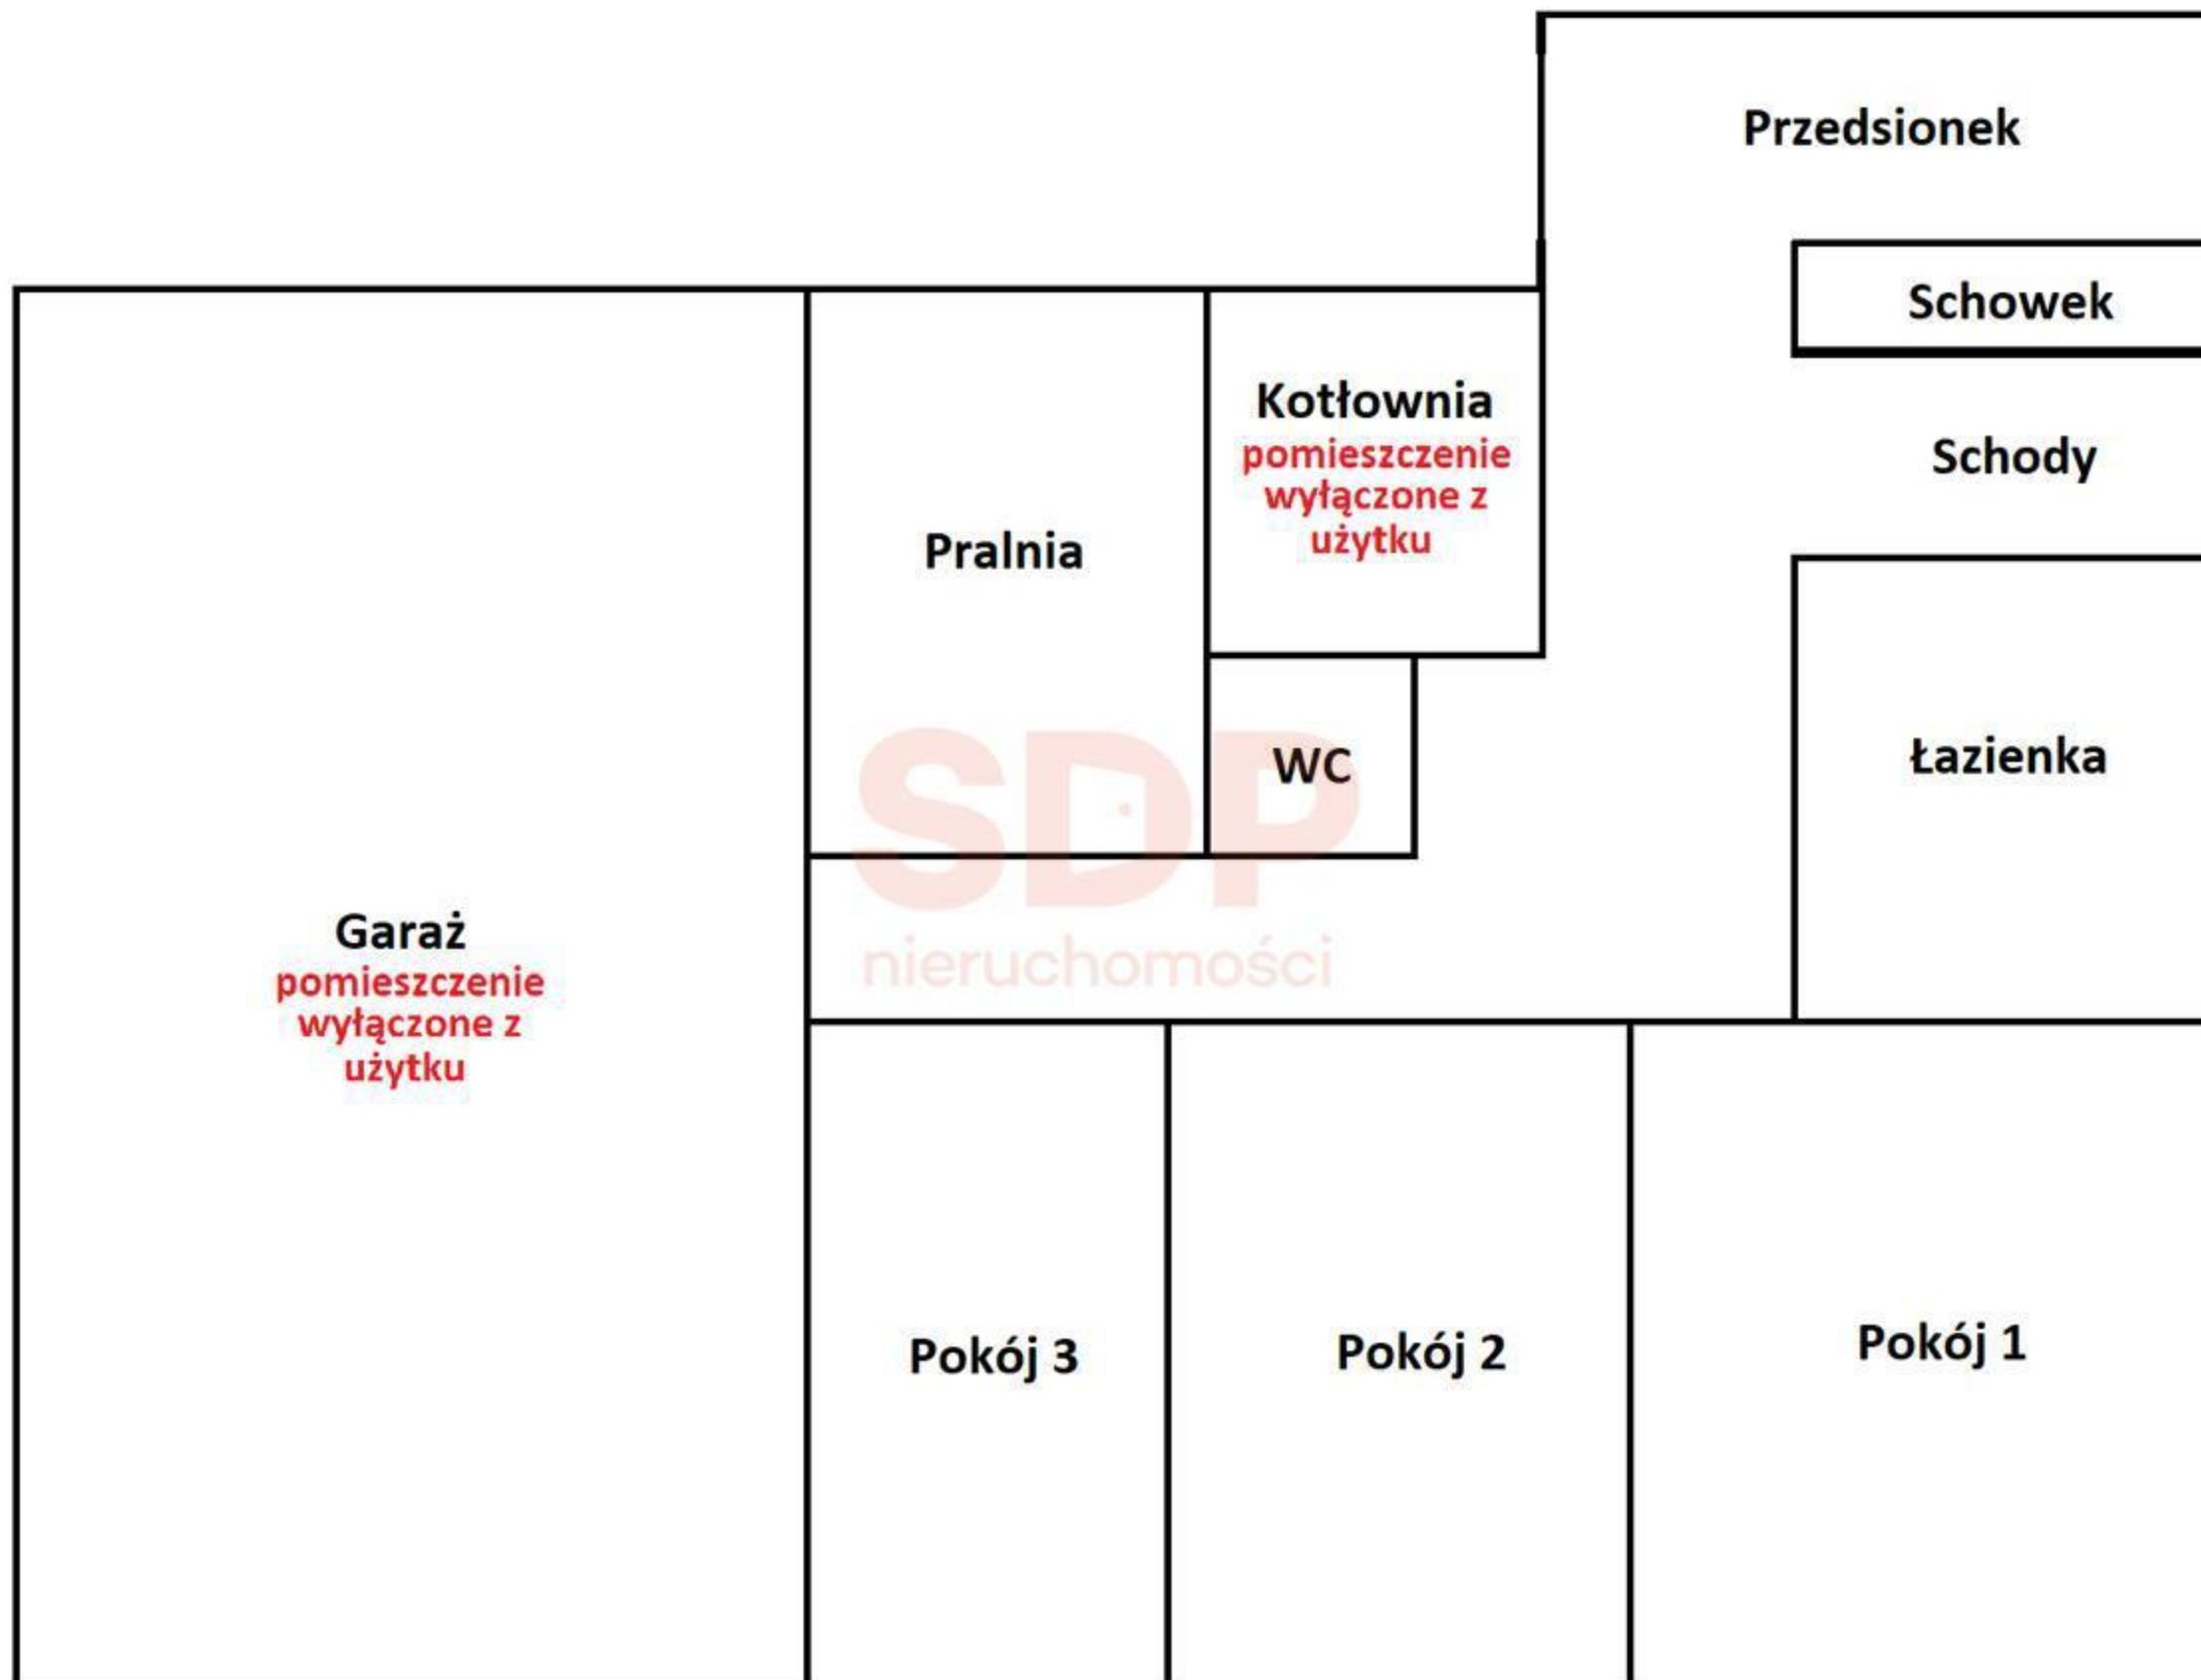 Przedsionek
Schowek
Kotłownia
pomieszczenie
wyłączone z
użytku
Schody
Pralnia
WC
Łazienka
SDP
nieruchomości
Garaż
pomieszczenie
wyłączone z
użytku
Pokój 3
Pokój 2
Pokój 1